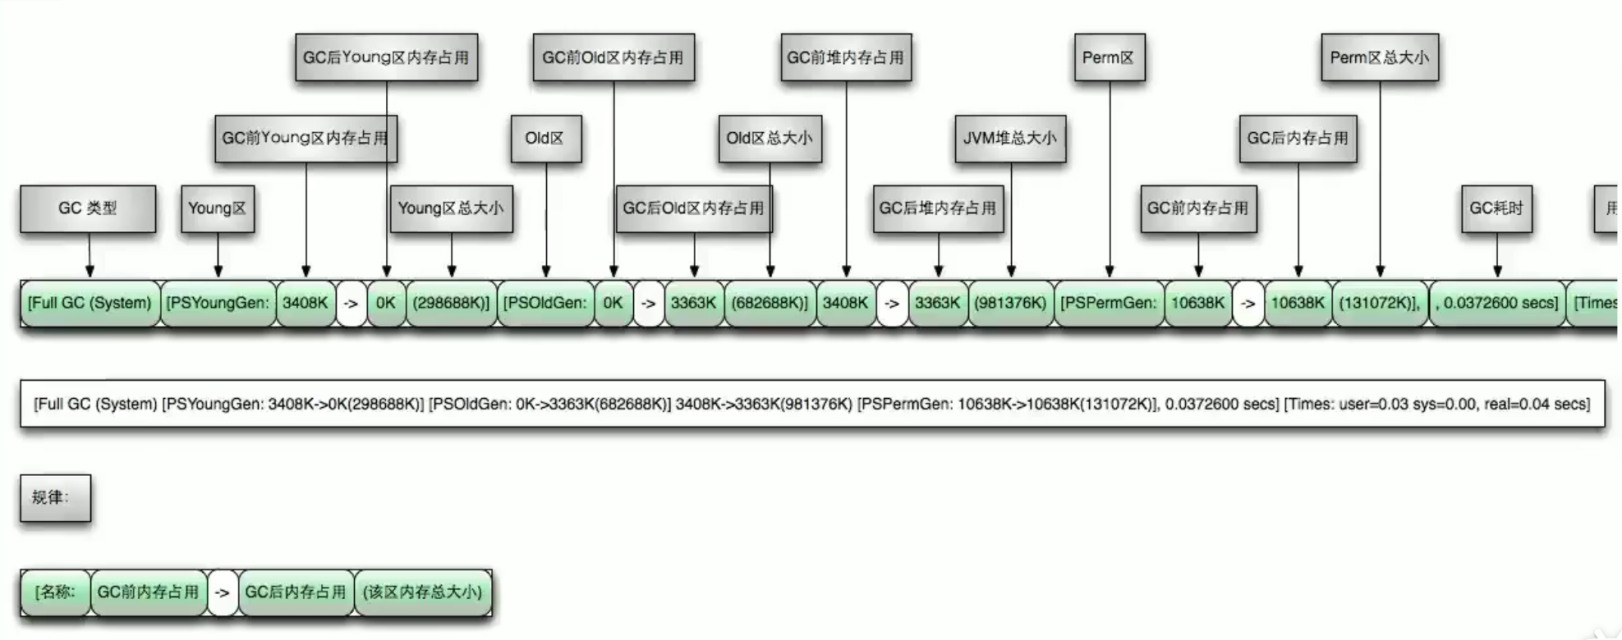 GC后Young区内存占用 GC前Old区内存占用 GC前堆内存占用 Perm区 Perm区总大小
GC前Young区内存占用 Old区 Old区总大小 JVM堆总大小 GC后内存占用
GC 类型 Young区 Young区总大小 GC后Old区内存占用 GC后堆内存占用 GC前内存占用 GC耗时
[Full GC (System) [PSYoungGen: 3408K -> 0K (298688K)] [PSOldGen: 0K -> 3363K (682688K)] 3408K -> 3363K (981376K) [PSPermGen: 10638K -> 10638K (131072K)], , 0.0372600 secs] [Times
[Full GC (System) [PSYoungGen: 3408K->0K(298688K)] [PSOldGen: 0K->3363K(682688K)] 3408K->3363K(981376K) [PSPermGen: 10638K->10638K(131072K)], 0.0372600 secs] [Times: user=0.03 sys=0.00, real=0.04 secs]
规律:
[名称: GC前内存占用 -> GC后内存占用 (该区内存总大小)